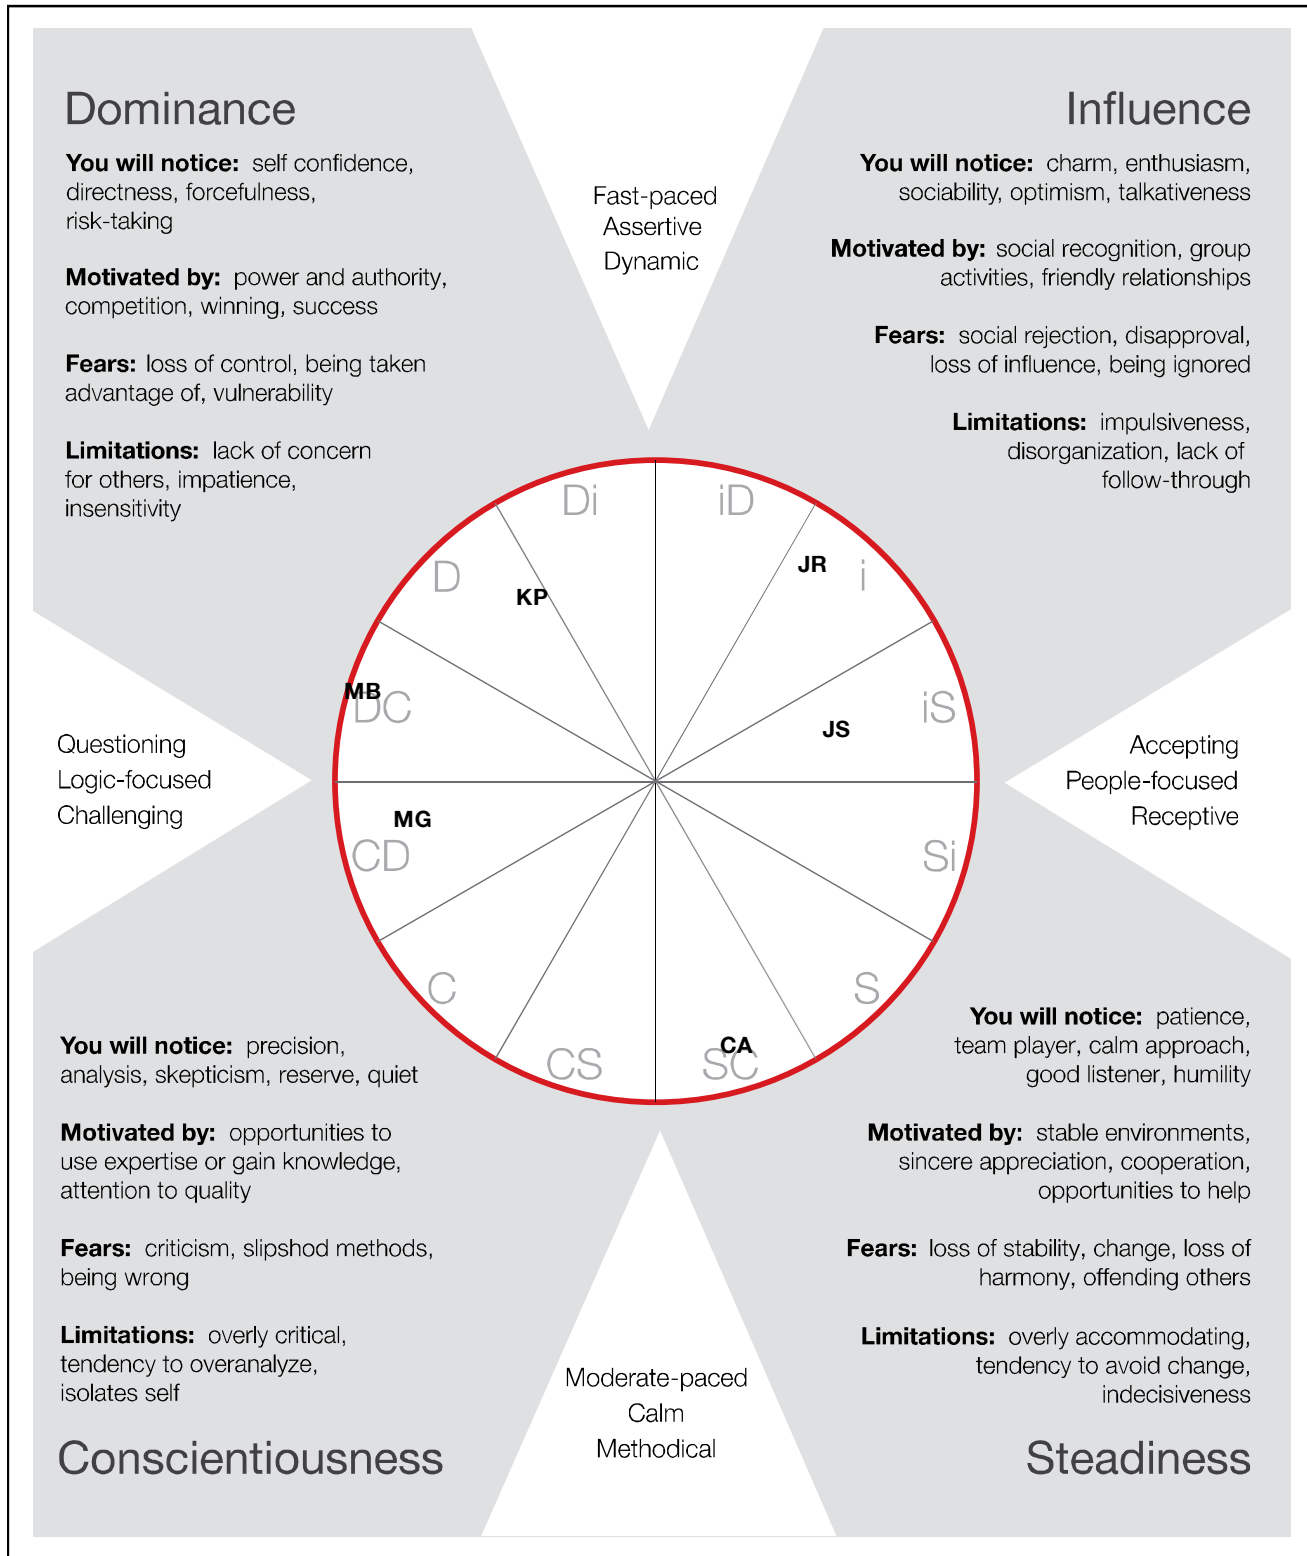 Dominance
You will notice: self confidence,
directness, forcefulness,
risk-taking
Motivated by: power and authority,
competition, winning, success
Fears: loss of control, being taken
advantage of, vulnerability
Limitations: lack of concern
for others, impatience,
insensitivity
Fast-paced
Assertive
Dynamic
Influence
You will notice: charm, enthusiasm,
sociability, optimism, talkativeness
Motivated by: social recognition, group
activities, friendly relationships
Fears: social rejection, disapproval,
loss of influence, being ignored
Limitations: impulsiveness,
disorganization, lack of
follow-through
Di
iD
D
KP
JR
i
MB
DC
JS
iS
Questioning
Logic-focused
Challenging
Accepting
People-focused
Receptive
MG
CD
Si
C
S
CS
CA
SC
You will notice: precision,
analysis, skepticism, reserve, quiet
Motivated by: opportunities to
use expertise or gain knowledge,
attention to quality
Fears: criticism, slipshod methods,
being wrong
Limitations: overly critical,
tendency to overanalyze,
isolates self
Conscientiousness
Moderate-paced
Calm
Methodical
You will notice: patience,
team player, calm approach,
good listener, humility
Motivated by: stable environments,
sincere appreciation, cooperation,
opportunities to help
Fears: loss of stability, change, loss of
harmony, offending others
Limitations: overly accommodating,
tendency to avoid change,
indecisiveness
Steadiness